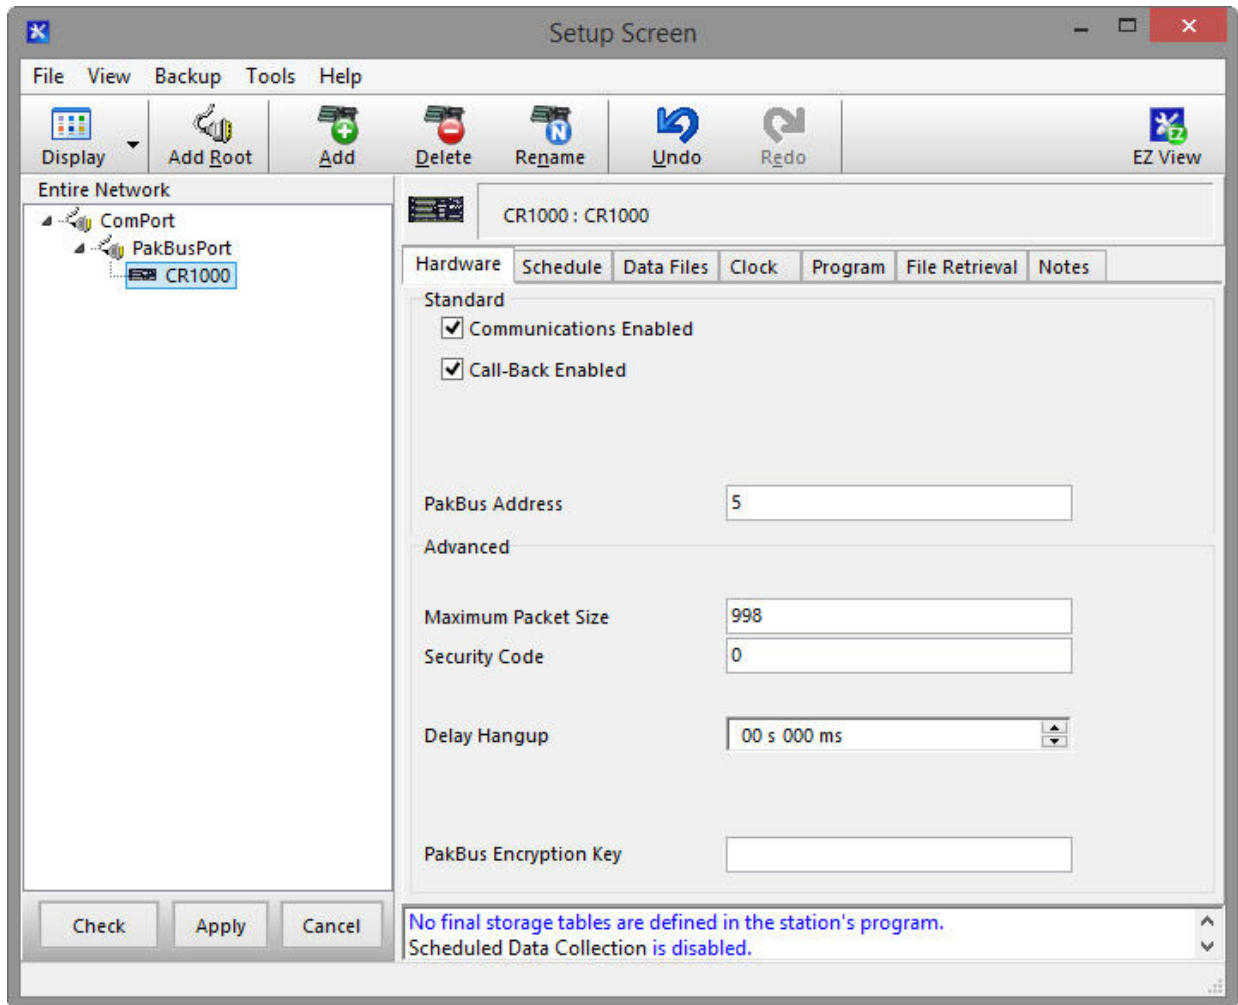 Setup Screen
File View Backup Tools Help
Display Add Root Add Delete Rename Undo Redo EZ View
Entire Network
ComPort
PakBusPort
CR1000
CR1000 : CR1000
Hardware Schedule Data Files Clock Program File Retrieval Notes
Standard
Communications Enabled
Call-Back Enabled
PakBus Address 5
Advanced
Maximum Packet Size 998
Security Code 0
Delay Hangup 00 s 000 ms
PakBus Encryption Key
Check Apply Cancel
No final storage tables are defined in the station's program.
Scheduled Data Collection is disabled.